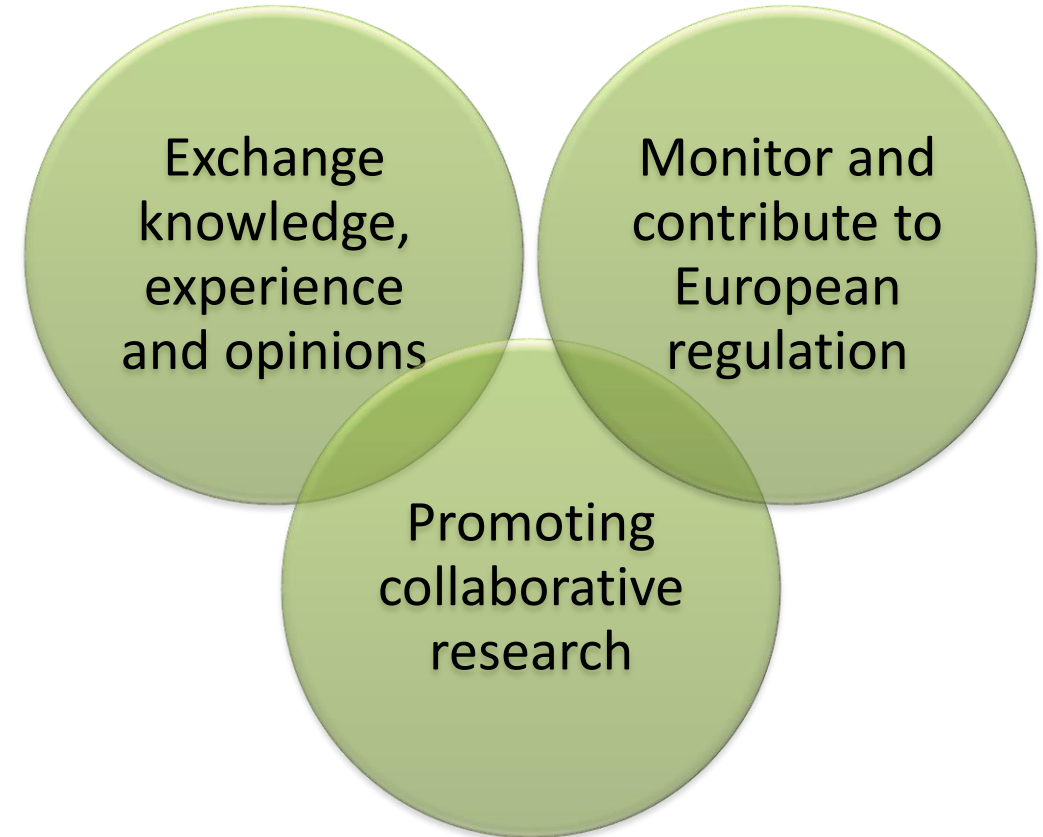 Exchange
knowledge,
experience
and opinions
Monitor and
contribute to
European
regulation
Promoting
collaborative
research